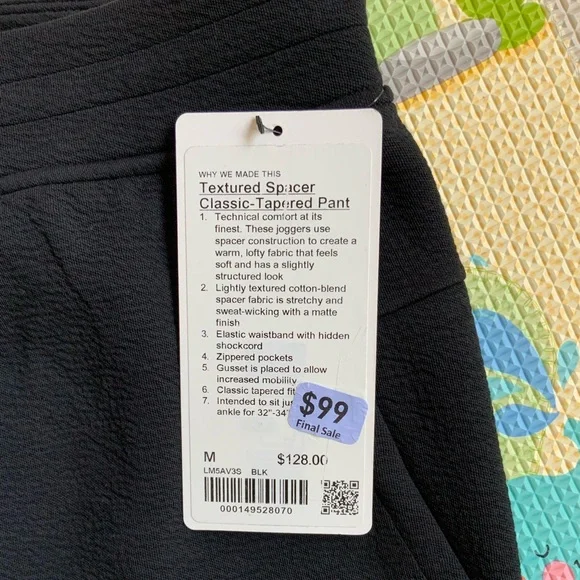 WHY WE MADE THIS
Textured Spacer
Classic-Tapered Pant
1. Technical comfort at its
finest. These joggers use
spacer construction to create a
warm, lofty fabric that feels
soft and has a slightly
structured look
2. Lightly textured cotton-blend
spacer fabric is stretchy and
sweat-wicking with a matte
finish
3. Elastic waistband with hidden
shockcord
4. Zippered pockets
5. Gusset is placed to allow
increased mobility
6. Classic tapered fit
7. Intended to sit
ankle for 32"-34"
$99
Final Sale
M $128.00
LM5AV3S BLK
000149528070